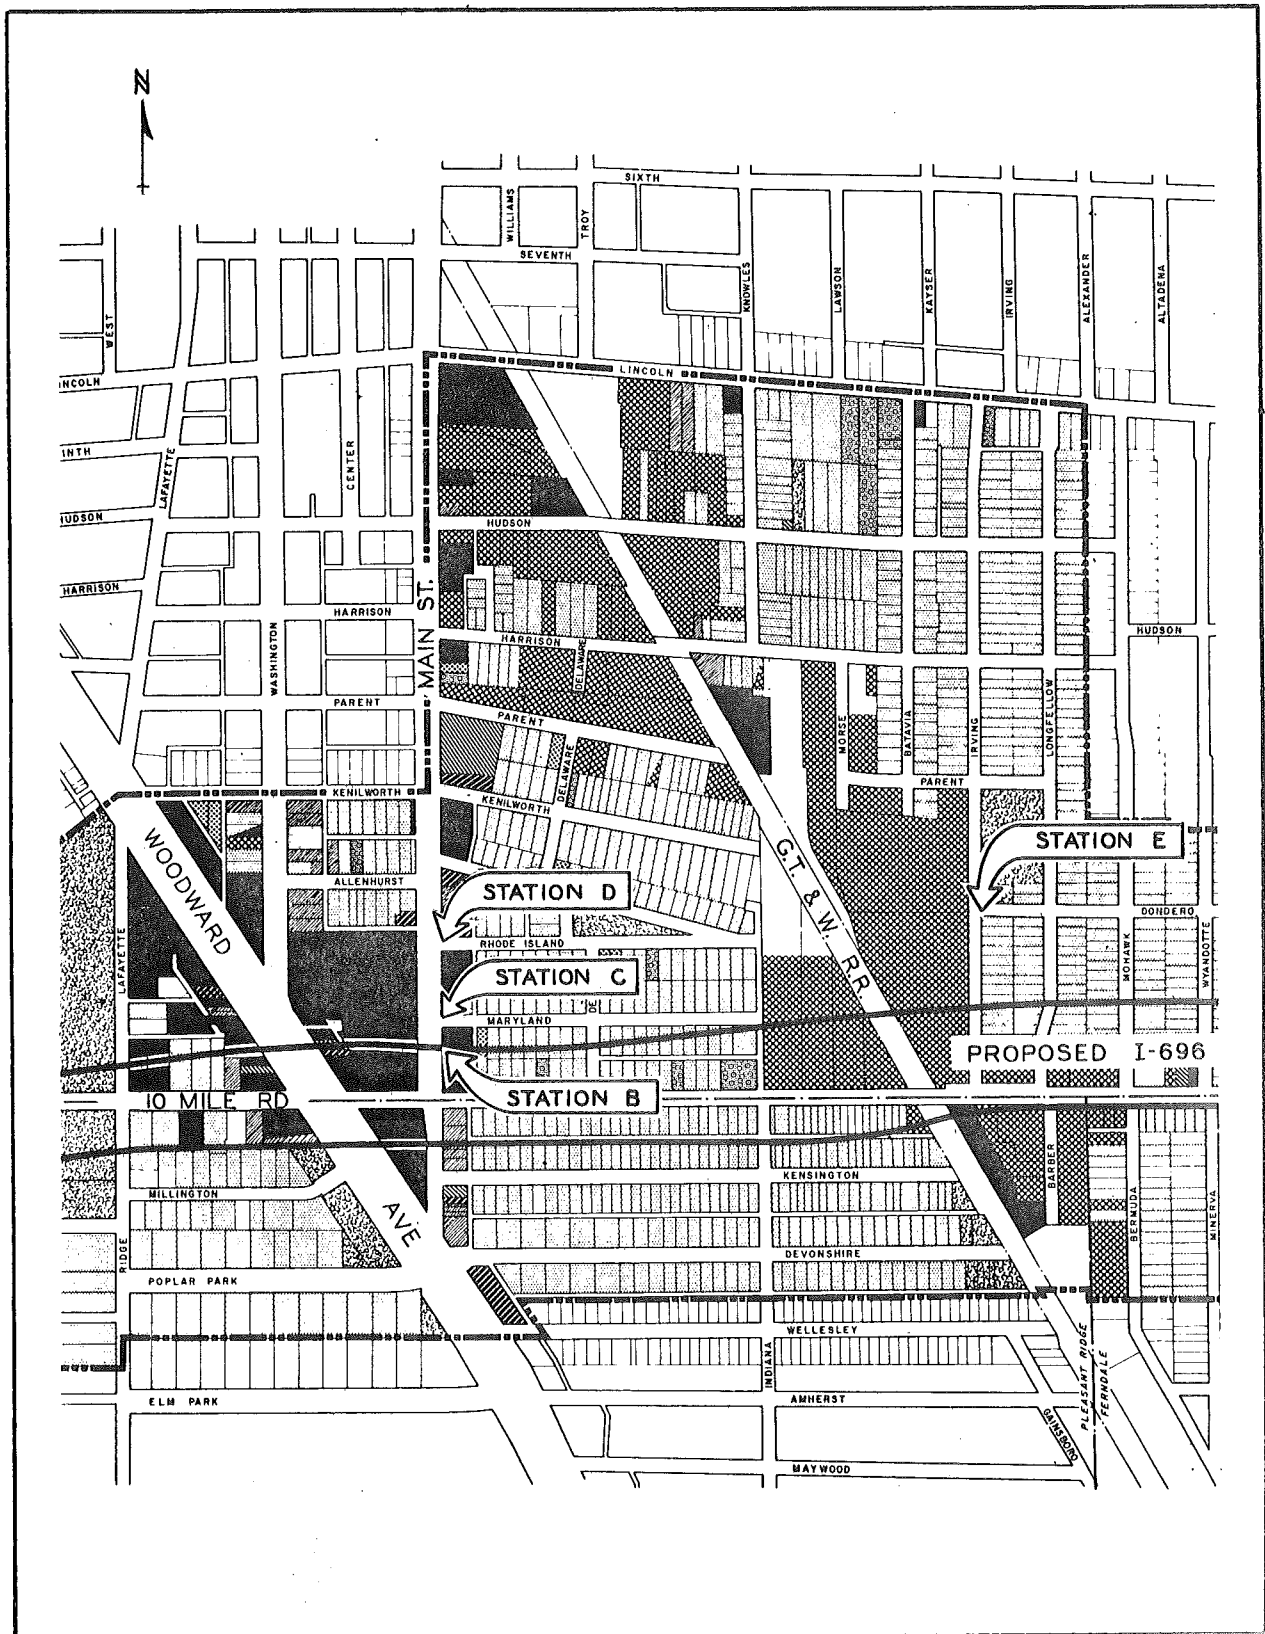 N
SIXTH
WILLIAMS
TROY
SEVENTH
KNOWLES
LAWSON
KAYSER
IRVING
ALEXANDER
ALTADENA
WEST
LINCOLN
INCOLN
CENTER
INTH
LAFAYETTE
HUDSON
HUDSON
HARRISON
HARRISON
MAIN ST.
HARRISON
DELAWARE
HUDSON
WASHINGTON
PARENT
PARENT
DELAWARE
MORSE
BATAVIA
IRVING
LONGFELLOW
PARENT
KENILWORTH
KENILWORTH
WOODWARD
G.T. & W. R.R.
STATION E
ALLENHURST
STATION D
DONDERO
LAFAYETTE
RHODE ISLAND
MOHAWK
WYANDOTTE
STATION C
MARYLAND
PROPOSED I-696
10 MILE RD
STATION B
MILLINGTON
KENSINGTON
BARBER
BERMUDA
MINERVA
AVE
RIDGE
DEVONSHIRE
POPLAR PARK
WELLESLEY
INDIANA
PLEASANT RIDGE
FERNDALE
ELM PARK
AMHERST
GAINSBORO
MAYWOOD